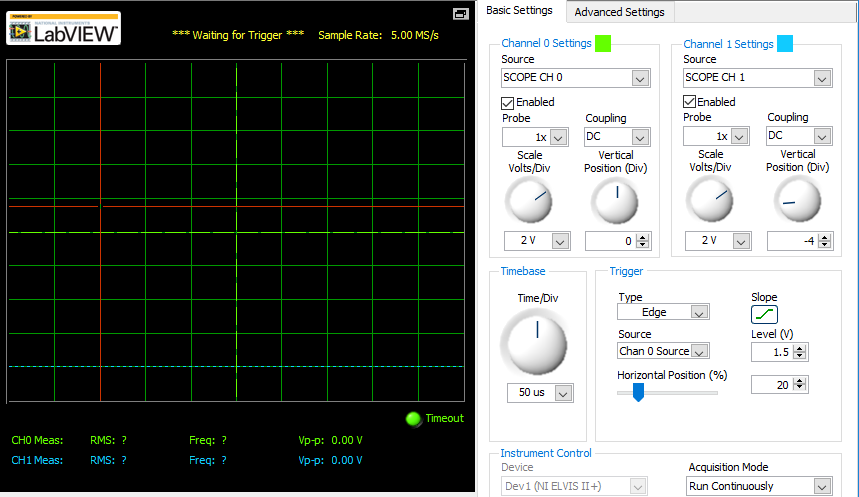 POWERED BY
NATIONAL INSTRUMENTS
LabVIEW™
*** Waiting for Trigger ***
Sample Rate: 5.00 MS/s
Timeout
CH0 Meas: RMS: ? Freq: ? Vp-p: 0.00 V
CH1 Meas: RMS: ? Freq: ? Vp-p: 0.00 V
Basic Settings
Advanced Settings
Channel 0 Settings
Source
SCOPE CH 0
Enabled
Probe
Coupling
1x
DC
Scale
Volts/Div
Vertical
Position (Div)
2 V
0
Channel 1 Settings
Source
SCOPE CH 1
Enabled
Probe
Coupling
1x
DC
Scale
Volts/Div
Vertical
Position (Div)
2 V
-4
Timebase
Time/Div
50 us
Trigger
Type
Edge
Slope
Source
Chan 0 Source
Level (V)
1.5
Horizontal Position (%)
20
Instrument Control
Device
Dev1 (NI ELVIS II+)
Acquisition Mode
Run Continuously